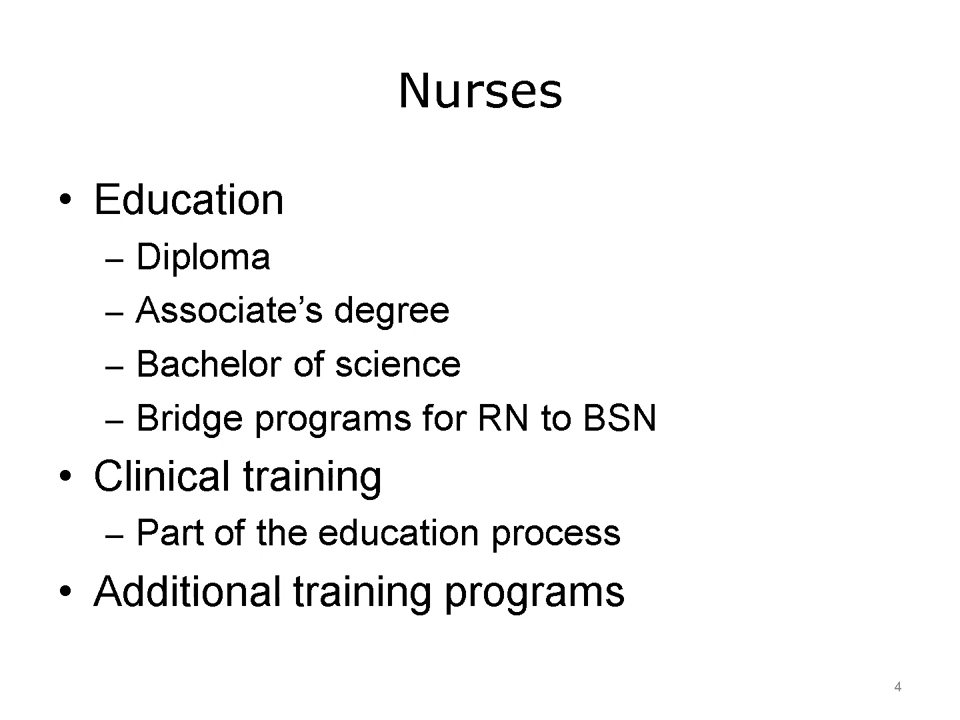 Nurses
• Education
– Diploma
– Associate’s degree
– Bachelor of science
– Bridge programs for RN to BSN
• Clinical training
– Part of the education process
• Additional training programs
4